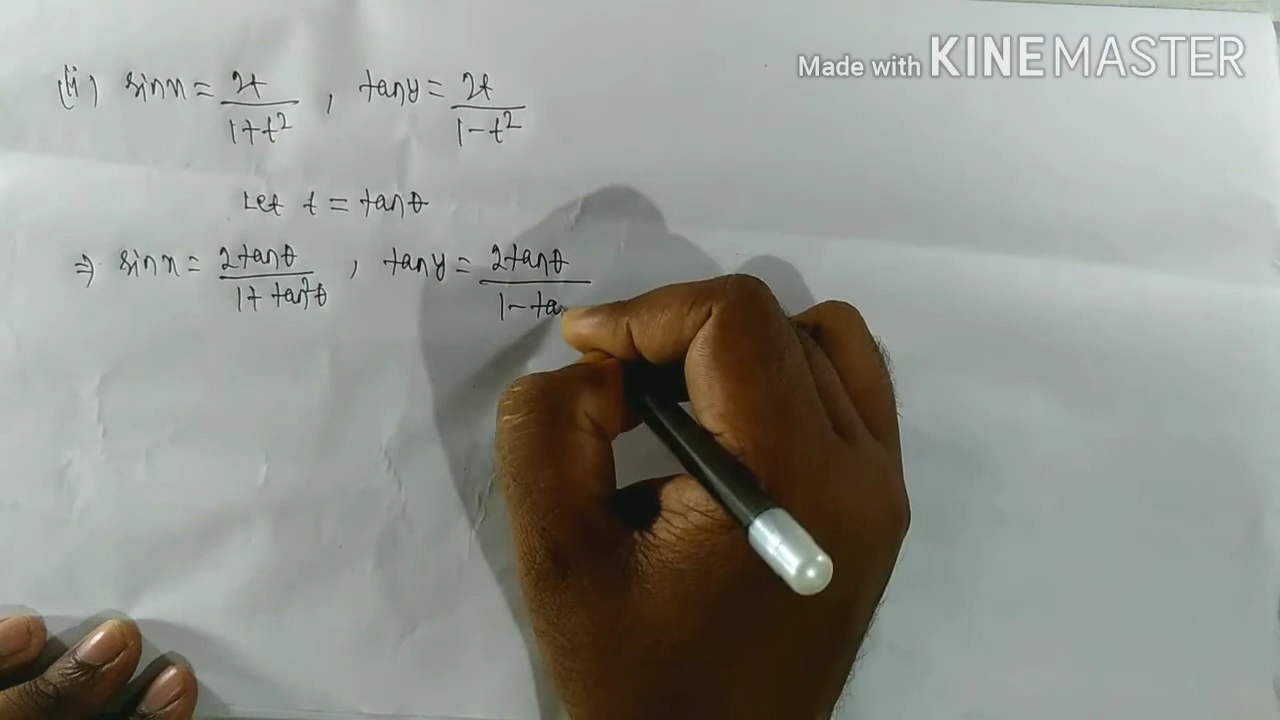 Made with KINEMASTER
(ii) sinx = 2t / 1+t² , tany = 2t / 1-t²
Let t = tanθ
⇒ sinx = 2tanθ / 1+tan²θ , tany = 2tanθ / 1-ta